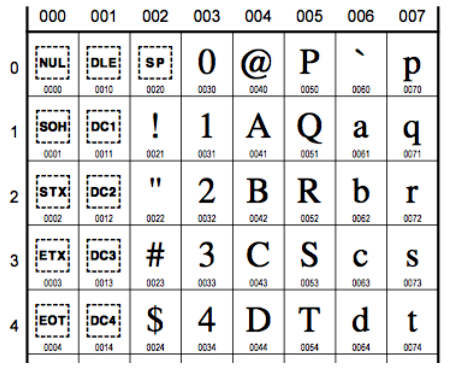 000 001 002 003 004 005 006 007
0 NUL DLE SP 0 @ P ` p
0000 0010 0020 0030 0040 0050 0060 0070
1 SOH DC1 ! 1 A Q a q
0001 0011 0021 0031 0041 0051 0061 0071
2 STX DC2 " 2 B R b r
0002 0012 0022 0032 0042 0052 0062 0072
3 ETX DC3 # 3 C S c s
0003 0013 0023 0033 0043 0053 0063 0073
4 EOT DC4 $ 4 D T d t
0004 0014 0024 0034 0044 0054 0064 0074